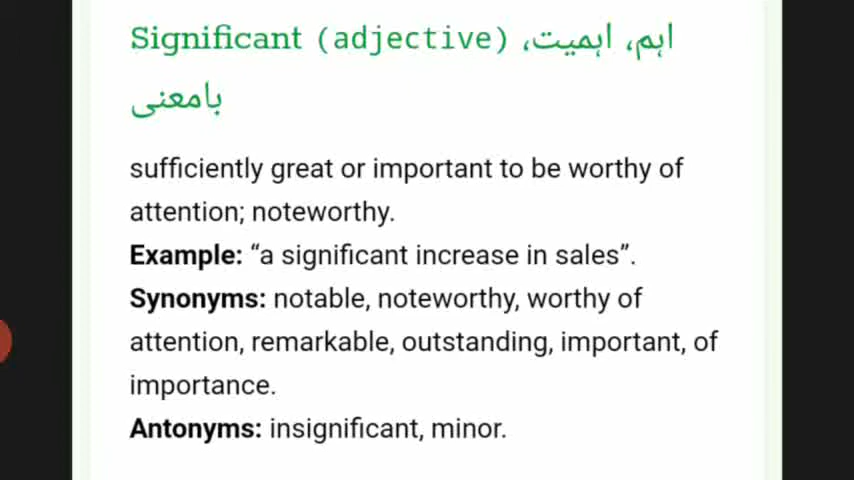 Significant (adjective) اہم، اہمیت،
بامعنی
sufficiently great or important to be worthy of
attention; noteworthy.
Example: “a significant increase in sales”.
Synonyms: notable, noteworthy, worthy of
attention, remarkable, outstanding, important, of
importance.
Antonyms: insignificant, minor.